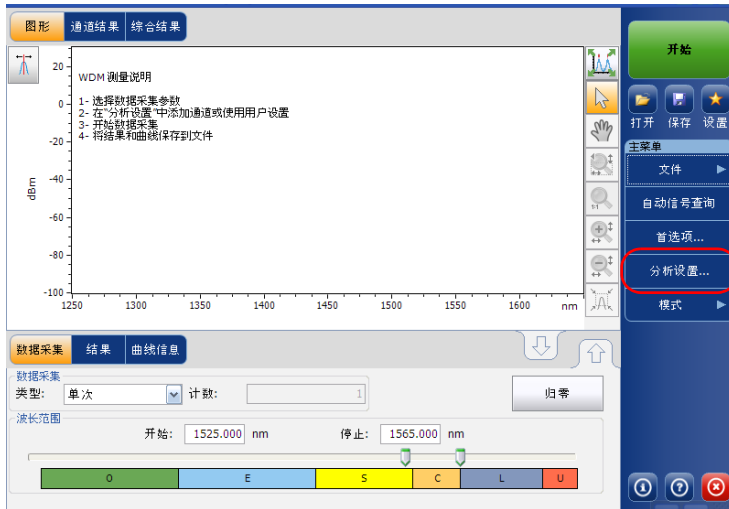 图形 通道结果 综合结果
开始
20
WDM 测量说明
0
1- 选择数据采集参数
2- 在"分析设置"中添加通道或使用用户设置
3- 开始数据采集
4- 将结果和曲线保存到文件
-20
-40
-60
-80
-100
dBm
1250 1300 1350 1400 1450 1500 1550 1600 nm
1:1
打开 保存 设置
主菜单
文件
自动信号查询
首选项...
分析设置...
模式
数据采集 结果 曲线信息
数据采集
类型: 单次 计数: 1 归零
波长范围
开始: 1525.000 nm 停止: 1565.000 nm
O E S C L U